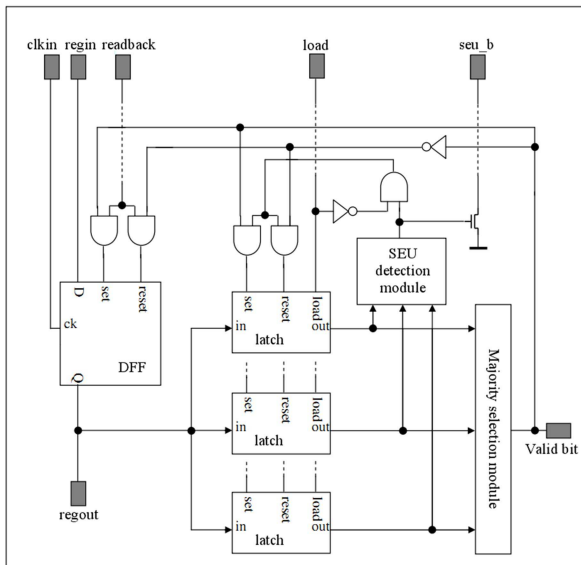 clkin regin readback load seu_b
SEU
detection
module
D set reset
ck
DFF
Q
set reset load
in out
latch
set reset load
in out
latch
set reset load
in out
latch
Majority selection module
Valid bit
regout